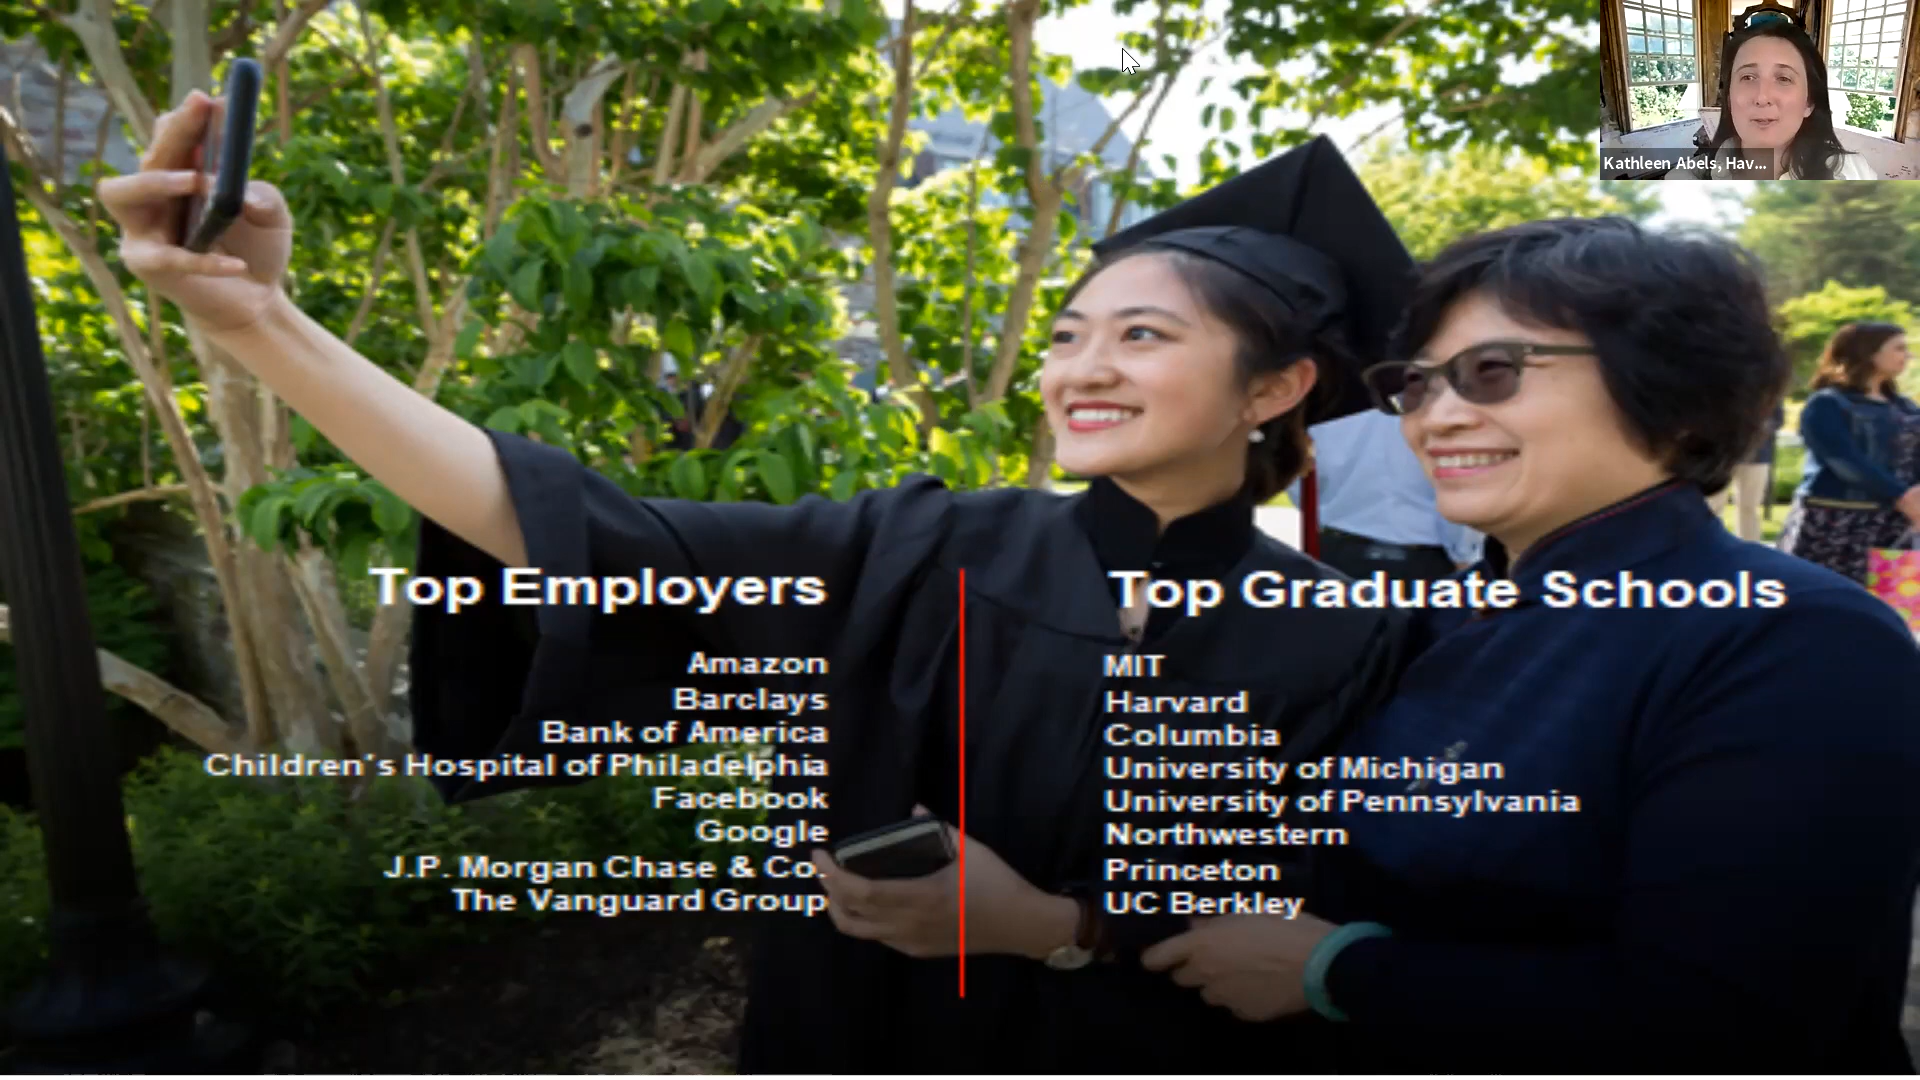 Kathleen Abels, Hav...
Top Employers
Amazon
Barclays
Bank of America
Children's Hospital of Philadelphia
Facebook
Google
J.P. Morgan Chase & Co.
The Vanguard Group
Top Graduate Schools
MIT
Harvard
Columbia
University of Michigan
University of Pennsylvania
Northwestern
Princeton
UC Berkley